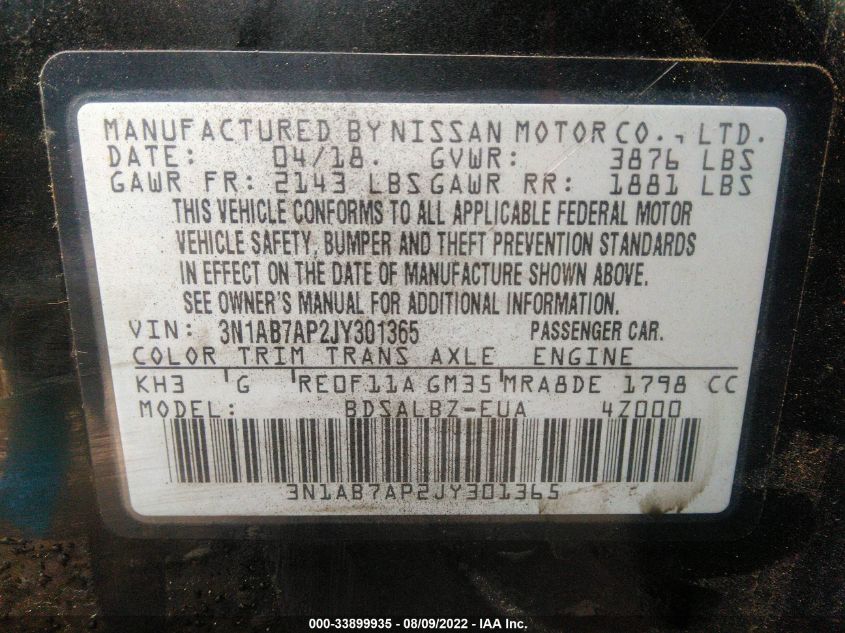 MANUFACTURED BY NISSAN MOTOR CO., LTD.
DATE: 04/18. GVWR: 3876 LBS
GAWR FR: 2143 LBS GAWR RR: 1881 LBS
THIS VEHICLE CONFORMS TO ALL APPLICABLE FEDERAL MOTOR
VEHICLE SAFETY, BUMPER AND THEFT PREVENTION STANDARDS
IN EFFECT ON THE DATE OF MANUFACTURE SHOWN ABOVE.
SEE OWNER'S MANUAL FOR ADDITIONAL INFORMATION.
VIN: 3N1AB7AP2JY301365 PASSENGER CAR.
COLOR TRIM TRANS AXLE ENGINE
KH3 G RE0F11A GM35 MRA8DE 1798 CC
MODEL: BDSALBZ-EUA 4Z000
3N1AB7AP2JY301365
000-33899935 - 08/09/2022 - IAA Inc.